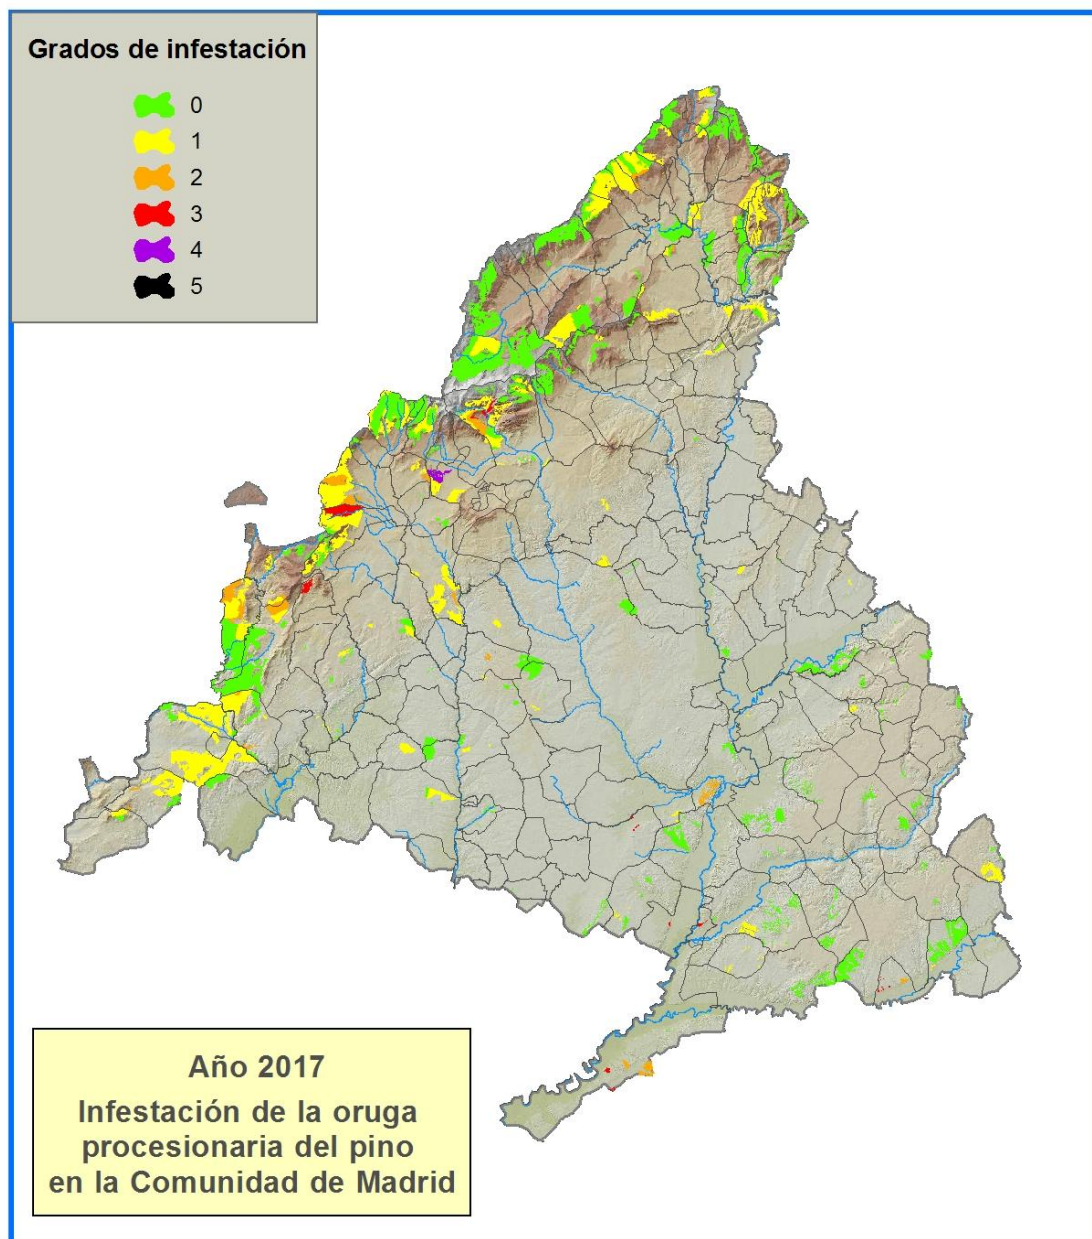 Grados de infestación
0
1
2
3
4
5
Año 2017
Infestación de la oruga
procesionaria del pino
en la Comunidad de Madrid